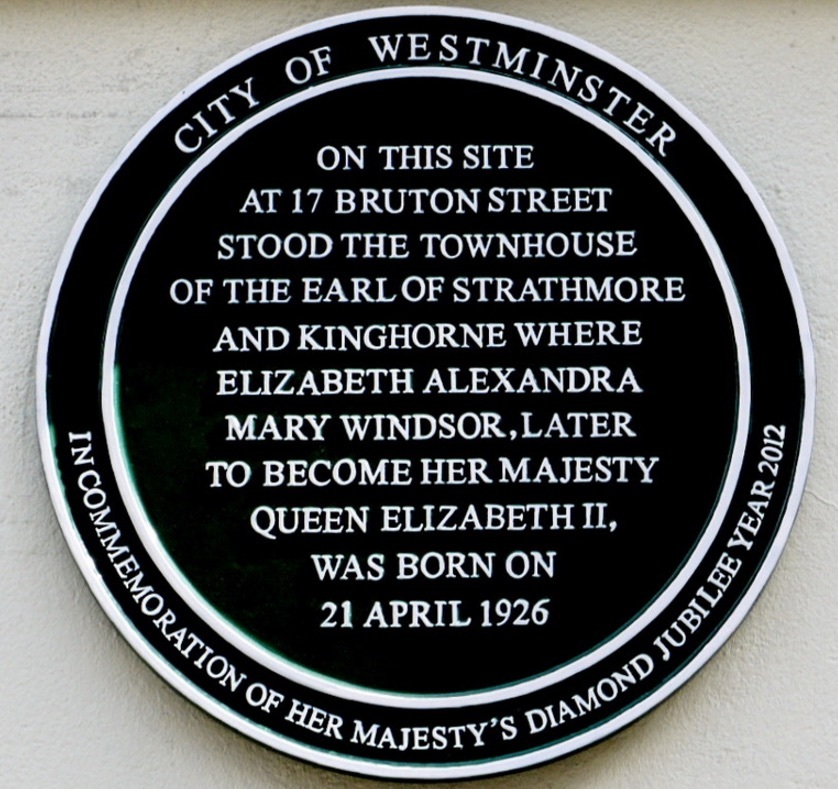 CITY OF WESTMINSTER
ON THIS SITE
AT 17 BRUTON STREET
STOOD THE TOWNHOUSE
OF THE EARL OF STRATHMORE
AND KINGHORNE WHERE
ELIZABETH ALEXANDRA
MARY WINDSOR, LATER
TO BECOME HER MAJESTY
QUEEN ELIZABETH II,
WAS BORN ON
21 APRIL 1926
IN COMMEMORATION OF HER MAJESTY'S DIAMOND JUBILEE YEAR 2012